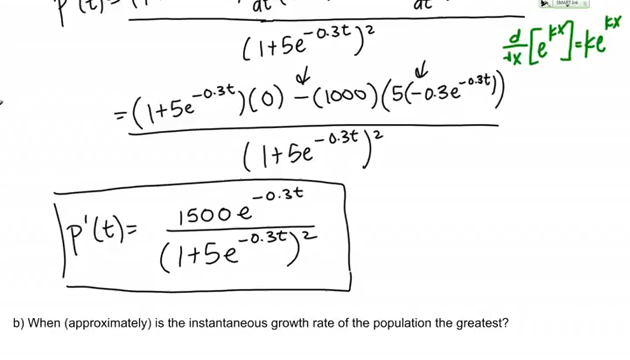 P'(t)=
dt dt
(1+5e^-0.3t)^2
d/dx[e^kx]=ke^kx
=(1+5e^-0.3t)(0) -(1000)(5(-0.3e^-0.3t))
(1+5e^-0.3t)^2
P'(t)= 1500e^-0.3t
(1+5e^-0.3t)^2
b) When (approximately) is the instantaneous growth rate of the population the greatest?